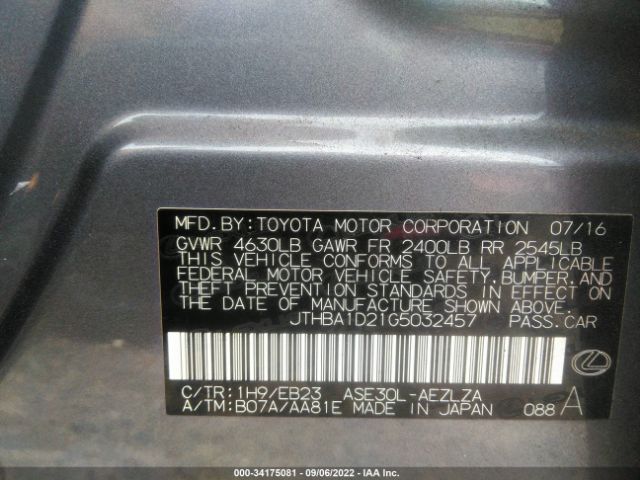 MFD. BY: TOYOTA MOTOR CORPORATION 07/16
GVWR 4630LB GAWR FR 2400LB RR 2545LB
THIS VEHICLE CONFORMS TO ALL APPLICABLE
FEDERAL MOTOR VEHICLE SAFETY, BUMPER, AND
THEFT PREVENTION STANDARDS IN EFFECT ON
THE DATE OF MANUFACTURE SHOWN ABOVE.
JTHBA1D21G5032457 PASS.CAR
C/TR: 1H9/EB23 ASE30L-AEZLZA
A/TM: B07A/AA81E MADE IN JAPAN 088 A
000-34175081 - 09/06/2022 - IAA Inc.